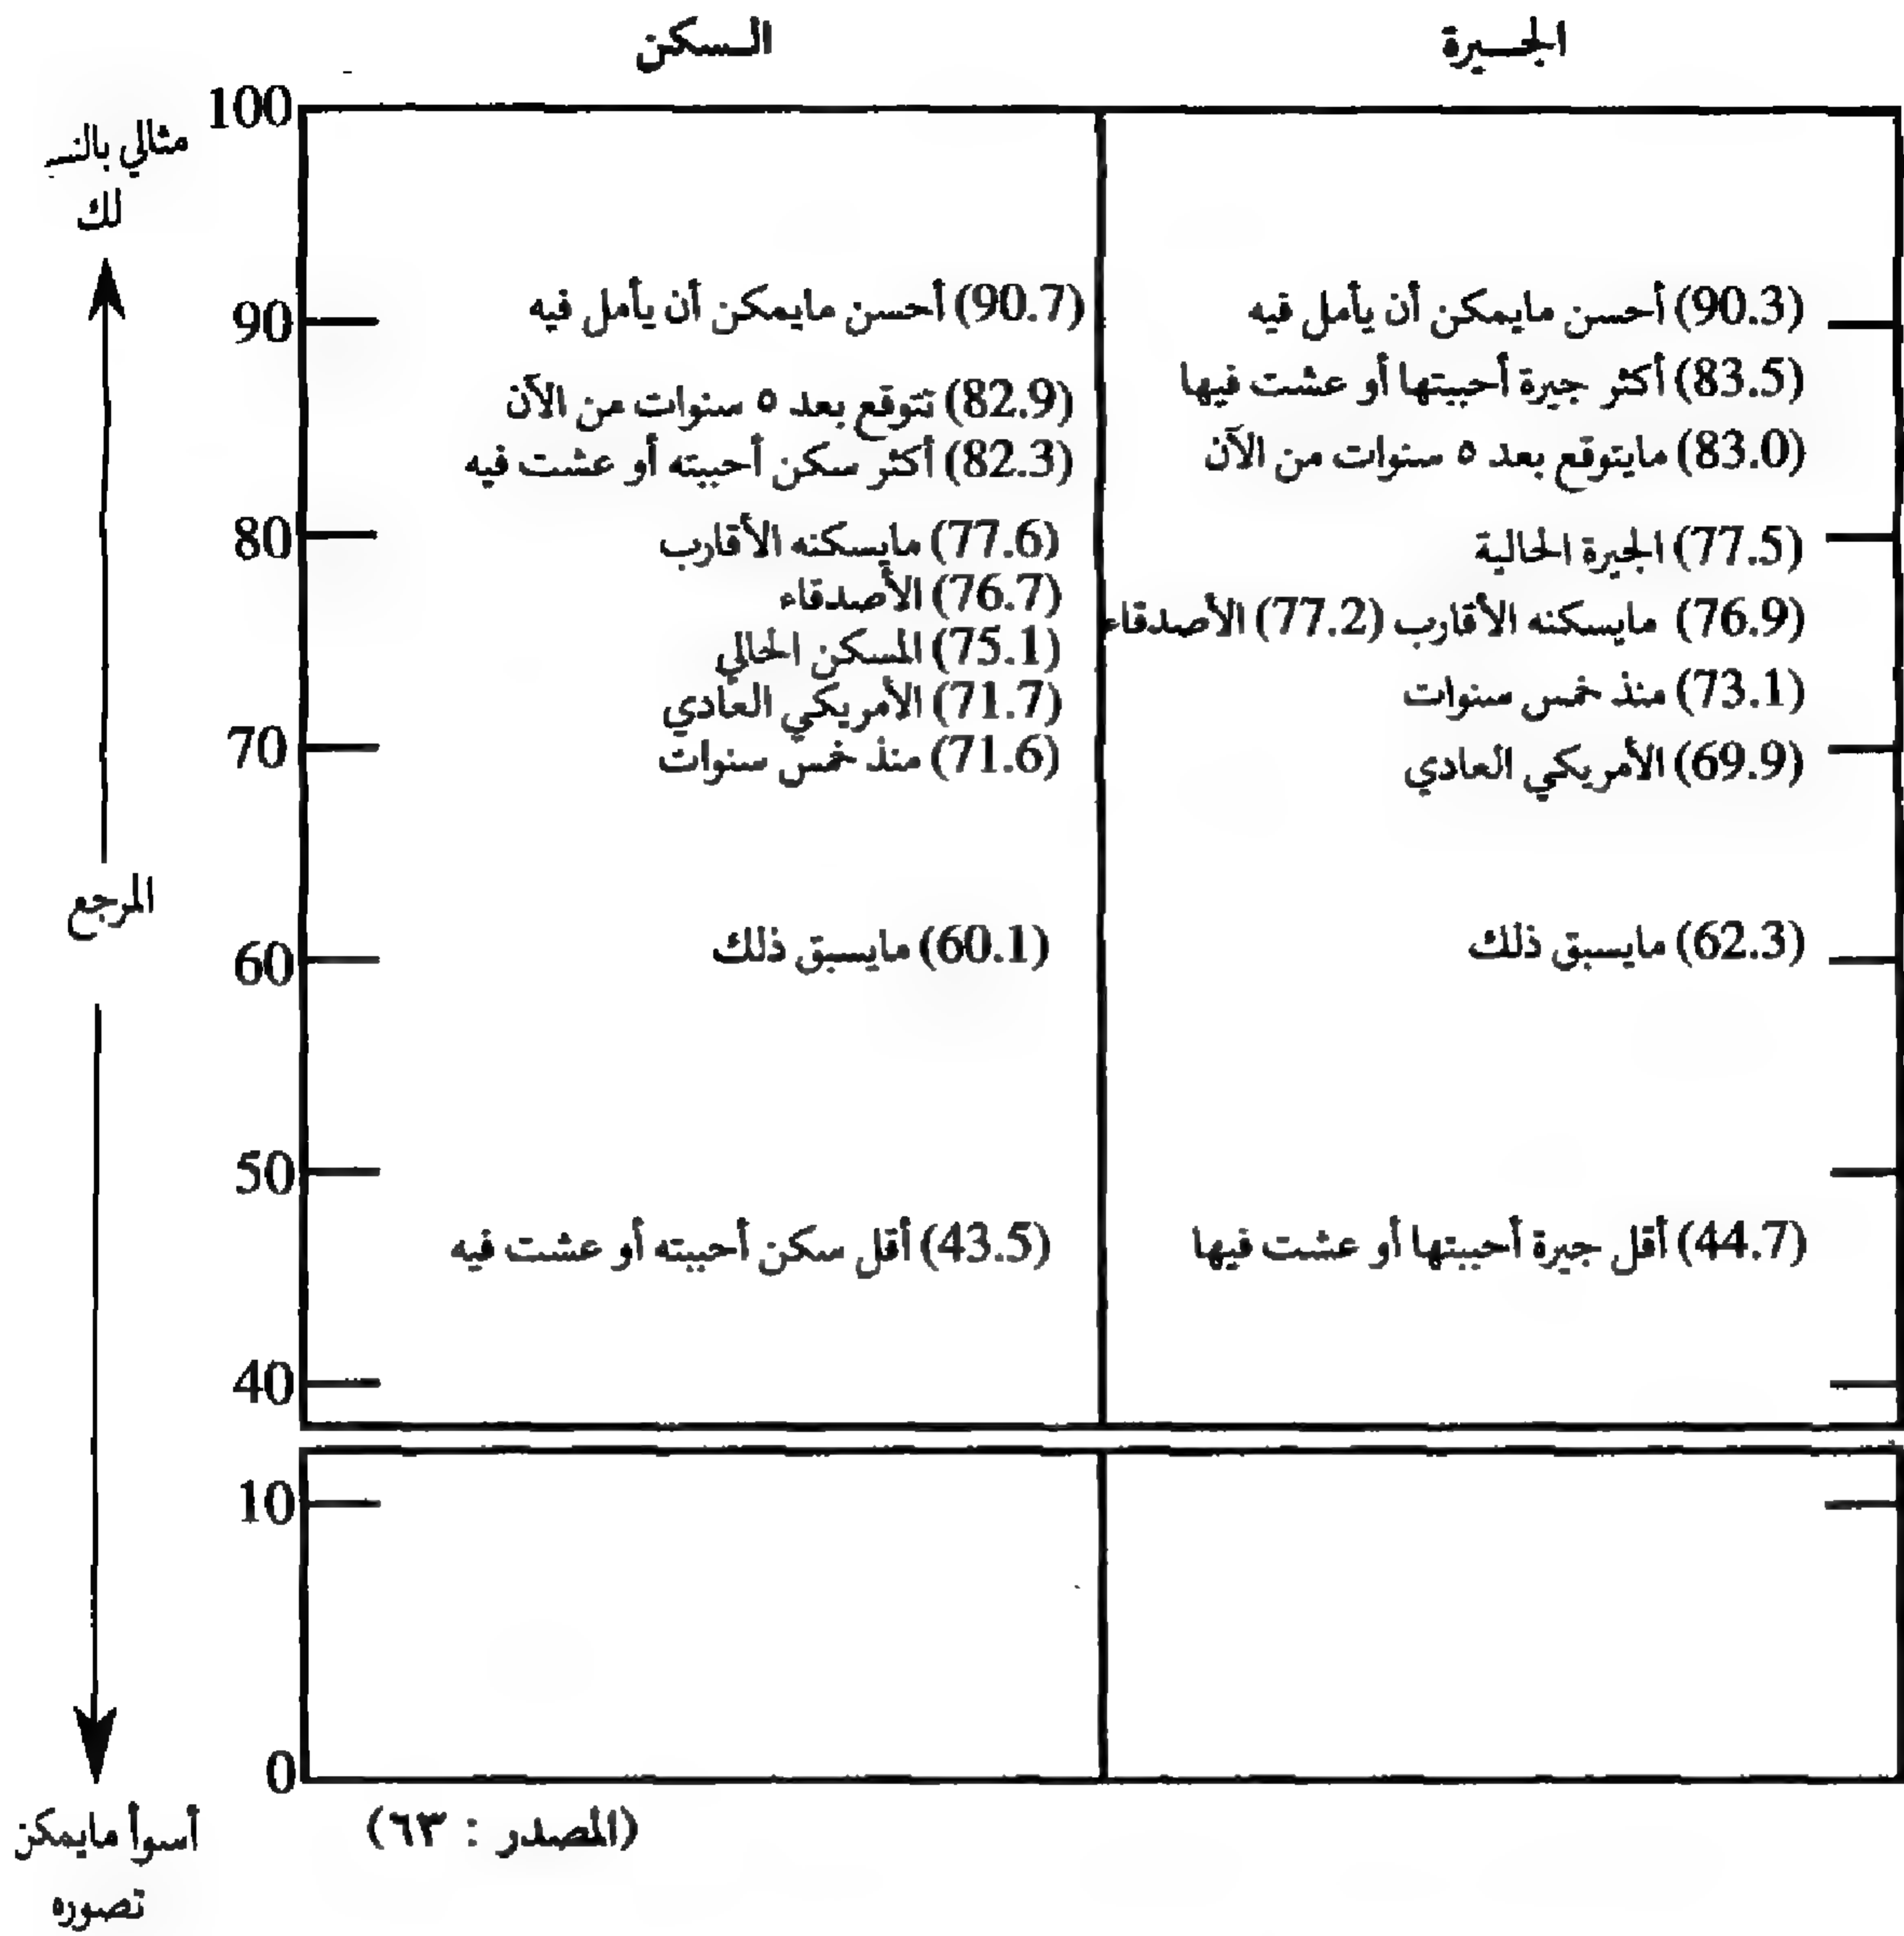 الجيرة
السكن
100
مثالي بالنسـ
لك
90
(90.3) أحسن مايمكن أن يأمل فيه
(90.7) أحسن مايمكن أن يأمل فيه
(83.5) أكثر جيرة أحببتها أو عشت فيها
(82.9) تتوقع بعد ٥ سنوات من الآن
(83.0) مايتوقع بعد ٥ سنوات من الآن
(82.3) أكثر سكن أحببته أو عشت فيه
80
(77.5) الجيرة الحالية
(77.6) مايسكنه الأقارب
(76.7) الأصدقاء
(76.9) مايسكنه الأقارب (77.2) الأصدقاء
(75.1) المسكن الحالي
(73.1) منذ خمس سنوات
(71.7) الأمريكي العادي
70
(69.9) الأمريكي العادي
(71.6) منذ خمس سنوات
المرجع
60
(62.3) مايسبق ذلك
(60.1) مايسبق ذلك
50
(44.7) أقل جيرة أحببتها أو عشت فيها
(43.5) أقل سكن أحببته أو عشت فيه
40
10
0
أسوأ مايمكن
تصوره
(المصدر : ٦٣)